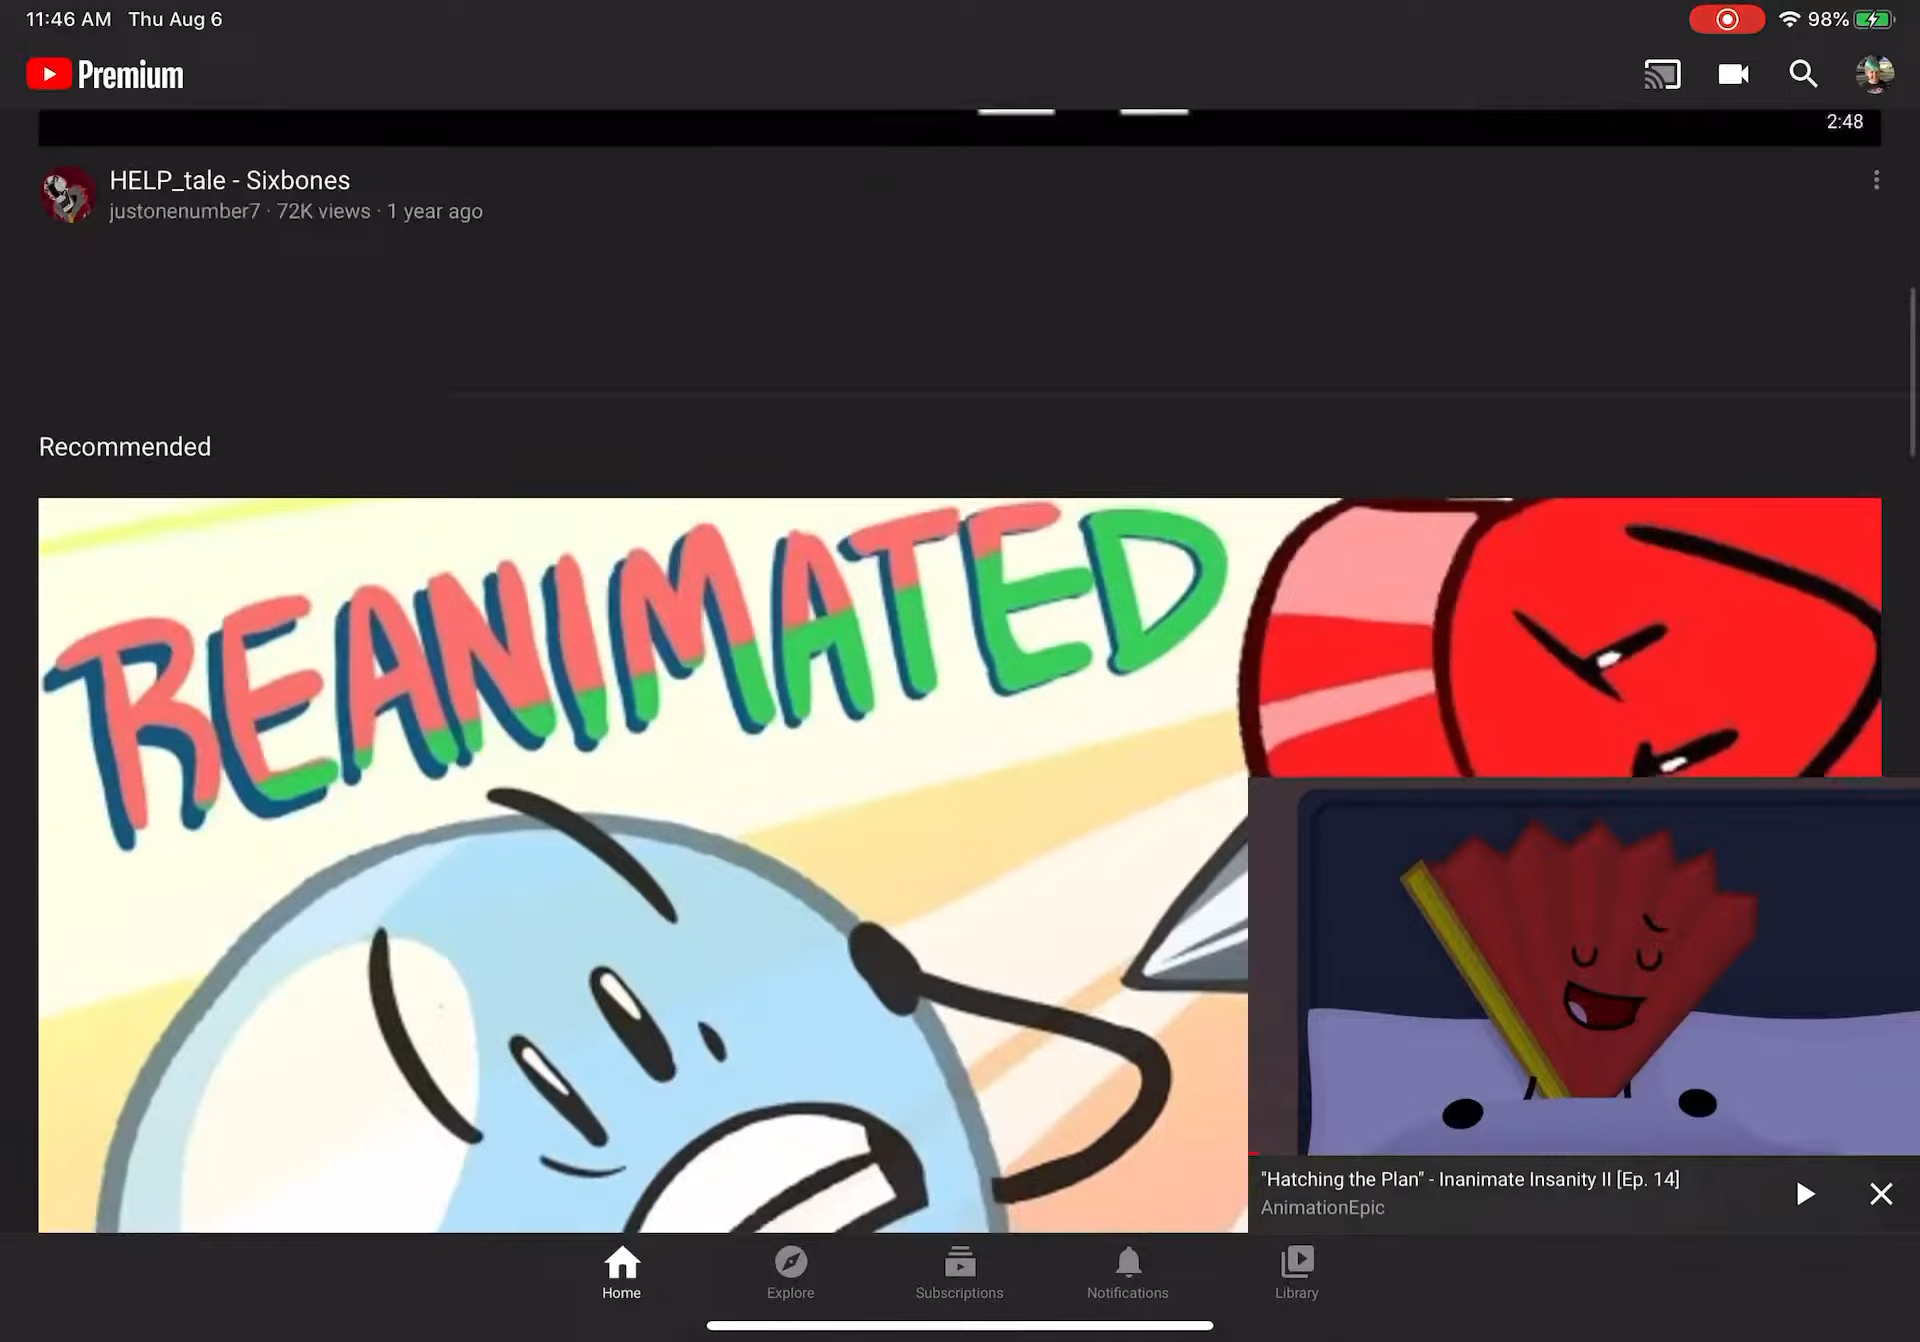 11:46 AM Thu Aug 6
98%
Premium
2:48
HELP_tale - Sixbones
justonenumber7 · 72K views · 1 year ago
Recommended
REANIMATED
"Hatching the Plan" - Inanimate Insanity II [Ep. 14]
AnimationEpic
Home Explore Subscriptions Notifications Library